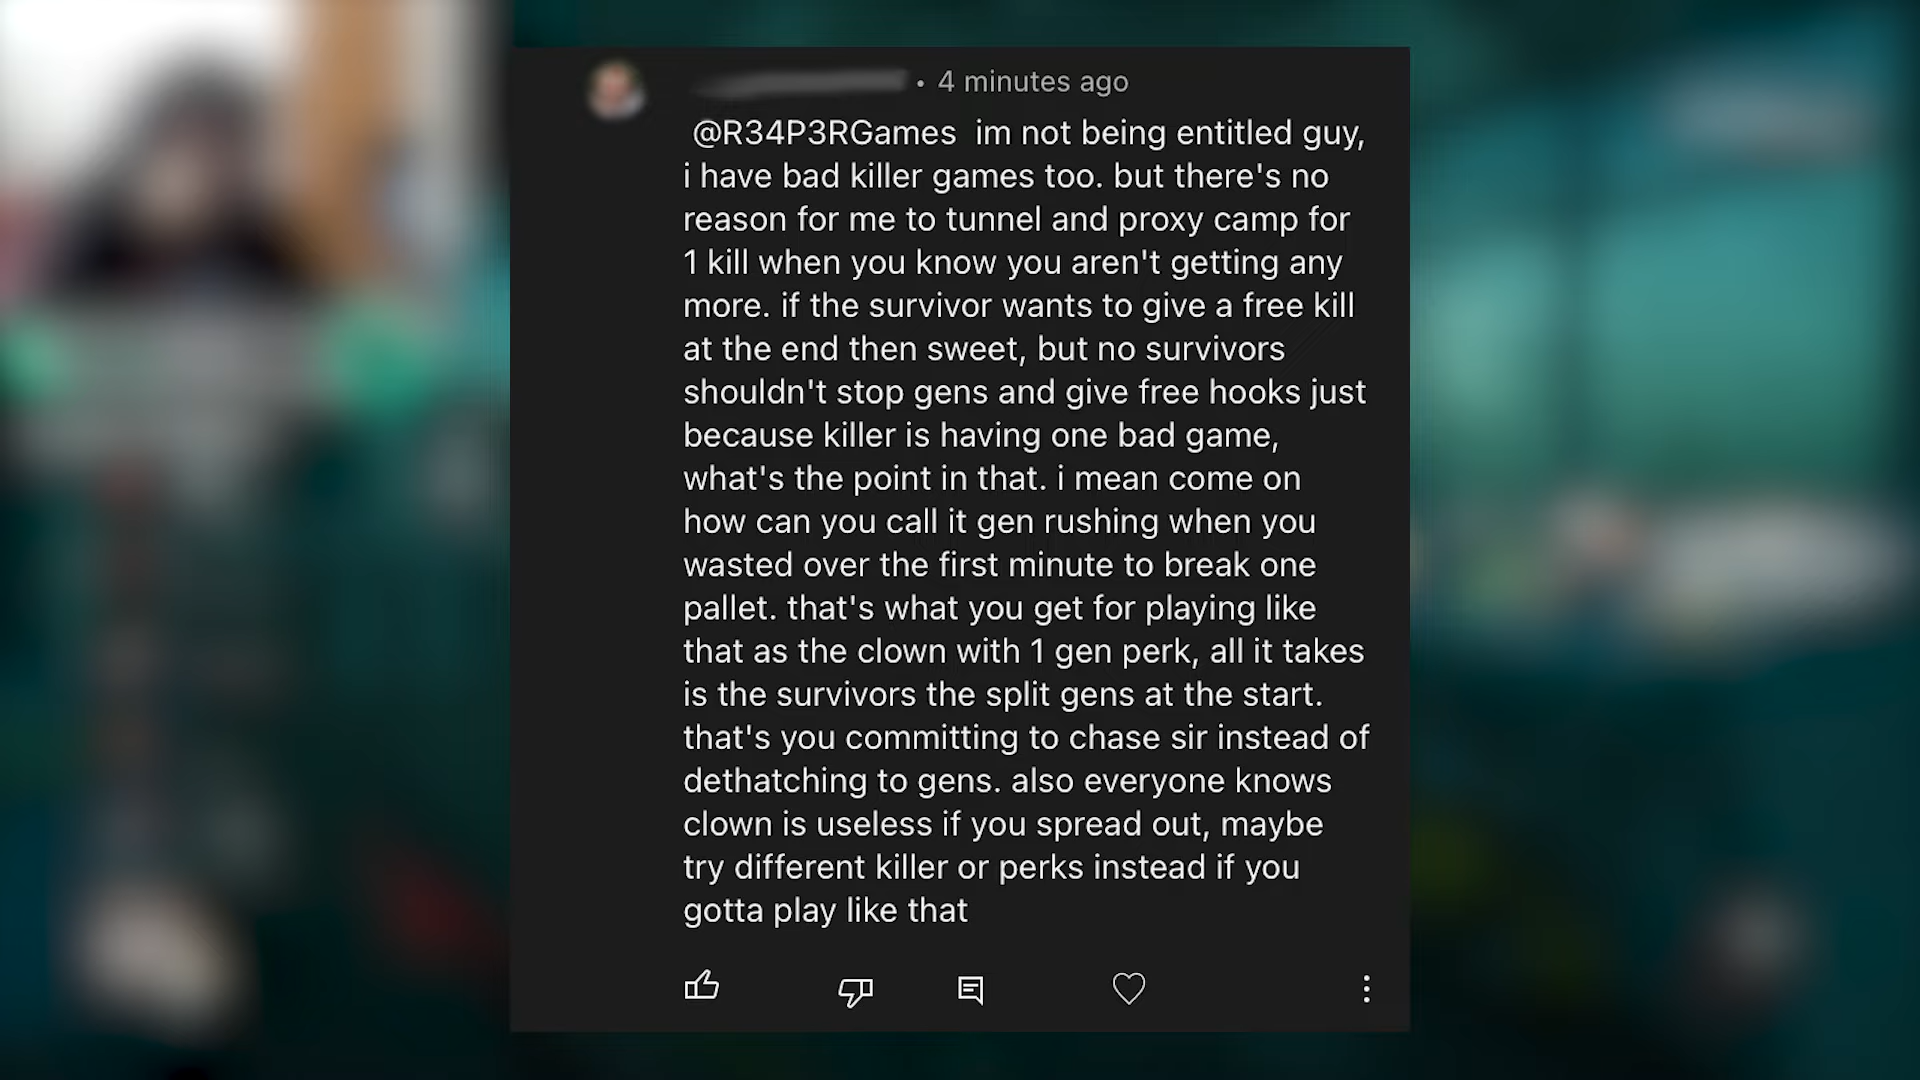 • 4 minutes ago
@R34P3RGames im not being entitled guy,
i have bad killer games too. but there's no
reason for me to tunnel and proxy camp for
1 kill when you know you aren't getting any
more. if the survivor wants to give a free kill
at the end then sweet, but no survivors
shouldn't stop gens and give free hooks just
because killer is having one bad game,
what's the point in that. i mean come on
how can you call it gen rushing when you
wasted over the first minute to break one
pallet. that's what you get for playing like
that as the clown with 1 gen perk, all it takes
is the survivors the split gens at the start.
that's you committing to chase sir instead of
dethatching to gens. also everyone knows
clown is useless if you spread out, maybe
try different killer or perks instead if you
gotta play like that